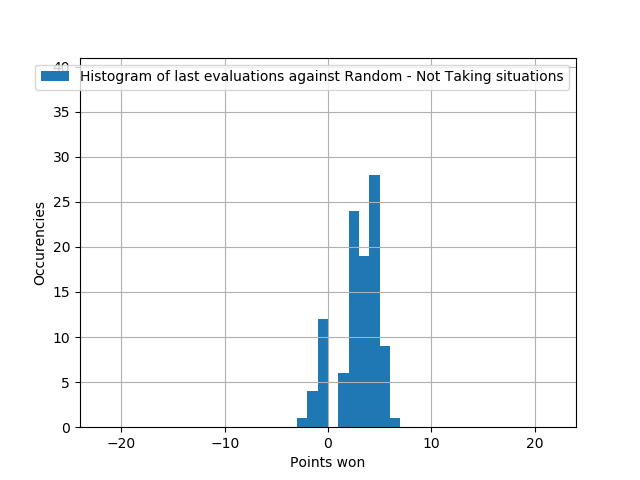 Histogram of last evaluations against Random - Not Taking situations
40
35
30
25
20
15
10
5
0
Occurencies
−20 −10 0 10 20
Points won